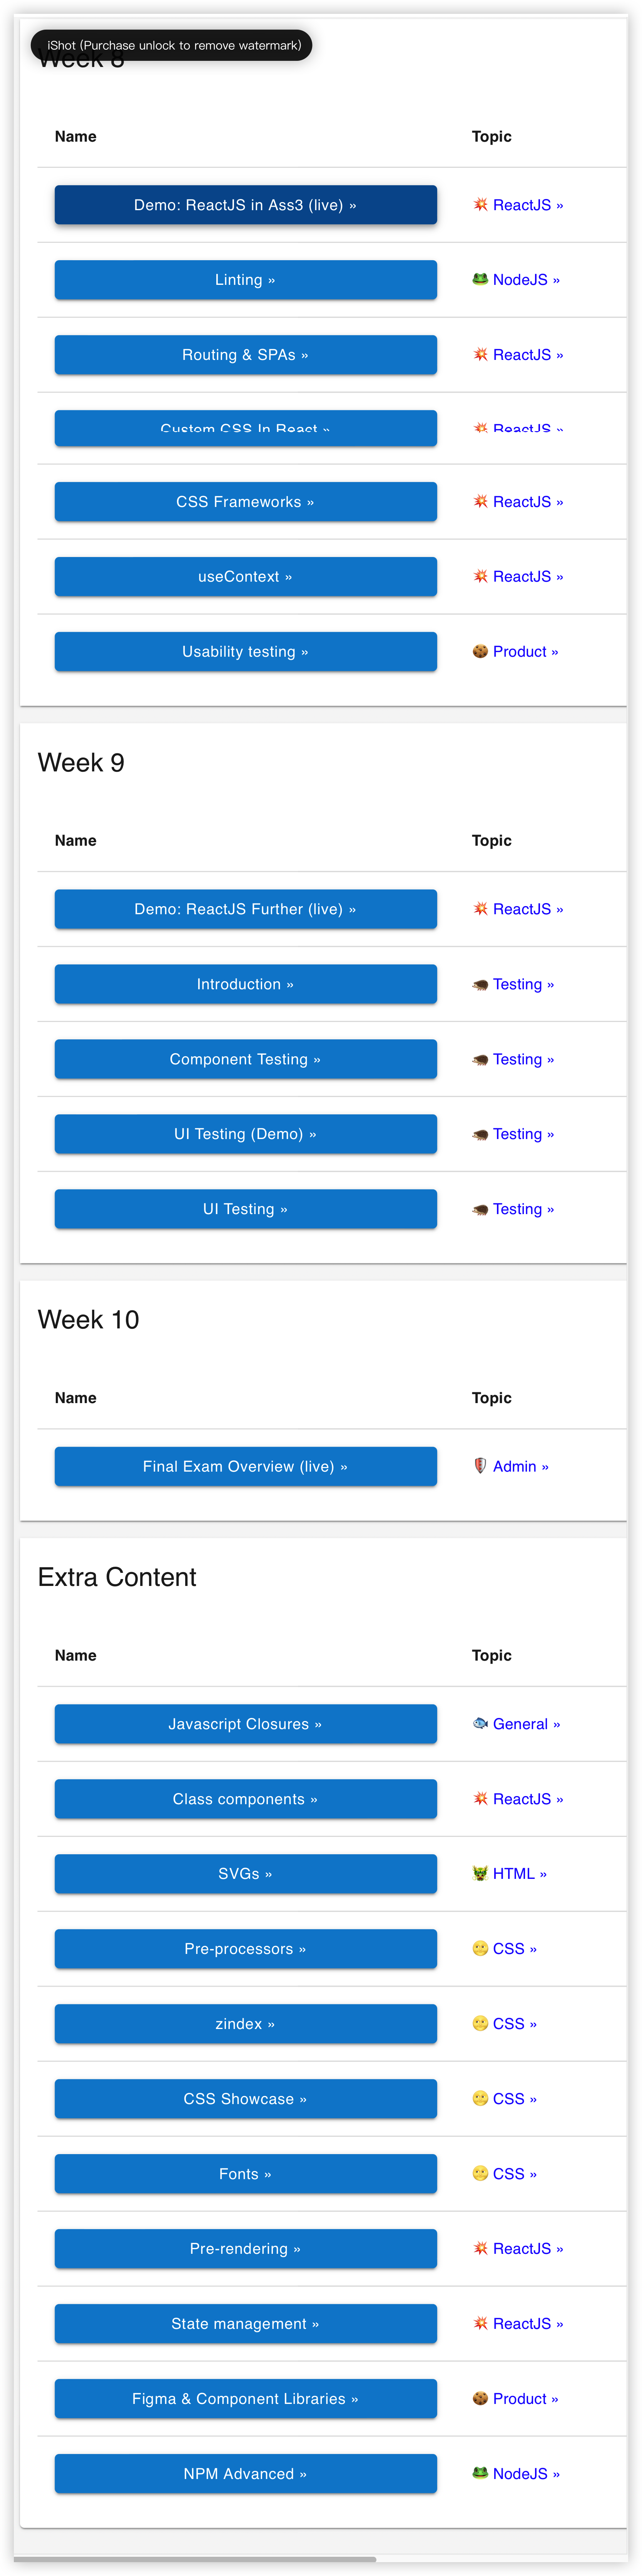 iShot (Purchase unlock to remove watermark)
Week 8
Name Topic
Demo: ReactJS in Ass3 (live) » ReactJS »
Linting » NodeJS »
Routing & SPAs » ReactJS »
Custom CSS In React » ReactJS »
CSS Frameworks » ReactJS »
useContext » ReactJS »
Usability testing » Product »
Week 9
Name Topic
Demo: ReactJS Further (live) » ReactJS »
Introduction » Testing »
Component Testing » Testing »
UI Testing (Demo) » Testing »
UI Testing » Testing »
Week 10
Name Topic
Final Exam Overview (live) » Admin »
Extra Content
Name Topic
Javascript Closures » General »
Class components » ReactJS »
SVGs » HTML »
Pre-processors » CSS »
zindex » CSS »
CSS Showcase » CSS »
Fonts » CSS »
Pre-rendering » ReactJS »
State management » ReactJS »
Figma & Component Libraries » Product »
NPM Advanced » NodeJS »